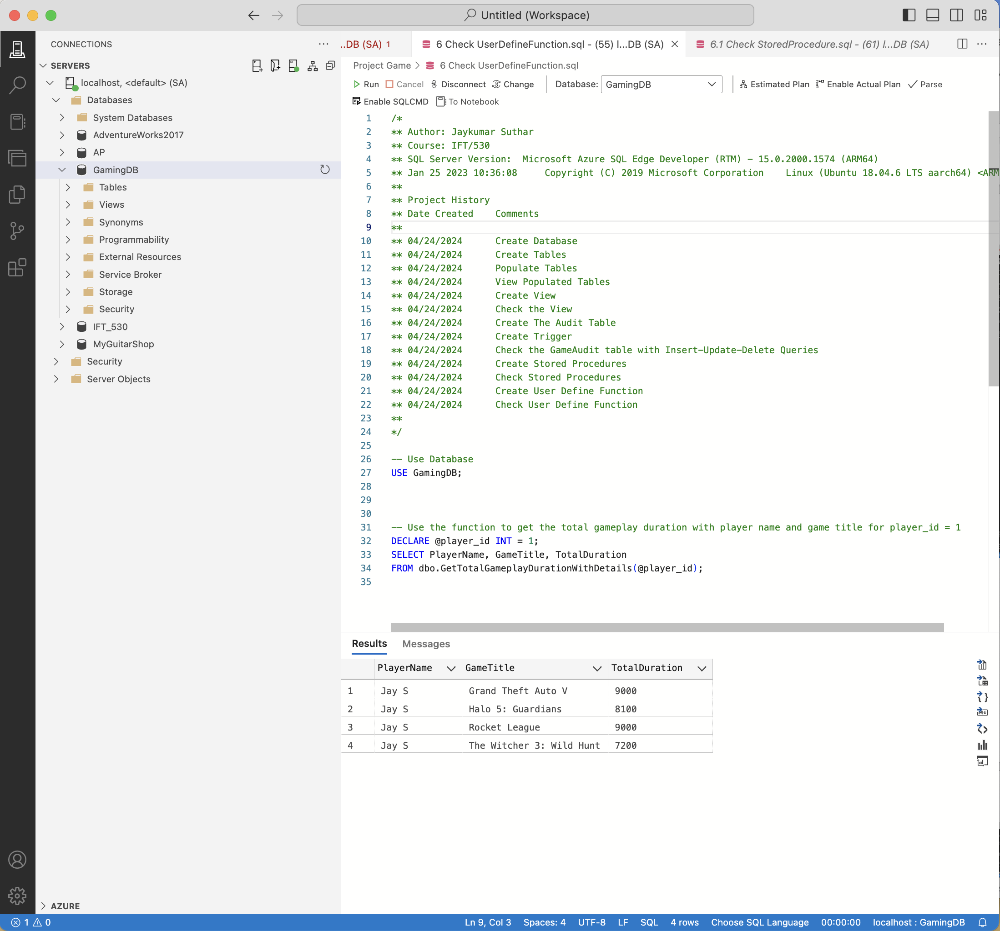 Untitled (Workspace)
CONNECTIONS
SERVERS
localhost, <default> (SA)
Databases
System Databases
AdventureWorks2017
AP
GamingDB
Tables
Views
Synonyms
Programmability
External Resources
Service Broker
Storage
Security
IFT_530
MyGuitarShop
Security
Server Objects
AZURE
...DB (SA) 1
6 Check UserDefineFunction.sql - (55) l...DB (SA)
6.1 Check StoredProcedure.sql - (61) l...DB (SA)
Project Game > 6 Check UserDefineFunction.sql
Run Cancel Disconnect Change Database: GamingDB Estimated Plan Enable Actual Plan Parse
Enable SQLCMD To Notebook
1 /*
2 ** Author: Jaykumar Suthar
3 ** Course: IFT/530
4 ** SQL Server Version:  Microsoft Azure SQL Edge Developer (RTM) - 15.0.2000.1574 (ARM64)
5 ** Jan 25 2023 10:36:08     Copyright (C) 2019 Microsoft Corporation    Linux (Ubuntu 18.04.6 LTS aarch64) <ARM
6 **
7 ** Project History
8 ** Date Created    Comments
9 **
10 ** 04/24/2024      Create Database
11 ** 04/24/2024      Create Tables
12 ** 04/24/2024      Populate Tables
13 ** 04/24/2024      View Populated Tables
14 ** 04/24/2024      Create View
15 ** 04/24/2024      Check the View
16 ** 04/24/2024      Create The Audit Table
17 ** 04/24/2024      Create Trigger
18 ** 04/24/2024      Check the GameAudit table with Insert-Update-Delete Queries
19 ** 04/24/2024      Create Stored Procedures
20 ** 04/24/2024      Check Stored Procedures
21 ** 04/24/2024      Create User Define Function
22 ** 04/24/2024      Check User Define Function
23 **
24 */
25
26 -- Use Database
27 USE GamingDB;
28
29
30
31 -- Use the function to get the total gameplay duration with player name and game title for player_id = 1
32 DECLARE @player_id INT = 1;
33 SELECT PlayerName, GameTitle, TotalDuration
34 FROM dbo.GetTotalGameplayDurationWithDetails(@player_id);
35
Results Messages
PlayerName GameTitle TotalDuration
1 Jay S Grand Theft Auto V 9000
2 Jay S Halo 5: Guardians 8100
3 Jay S Rocket League 9000
4 Jay S The Witcher 3: Wild Hunt 7200
1 0 Ln 9, Col 3 Spaces: 4 UTF-8 LF SQL 4 rows Choose SQL Language 00:00:00 localhost : GamingDB